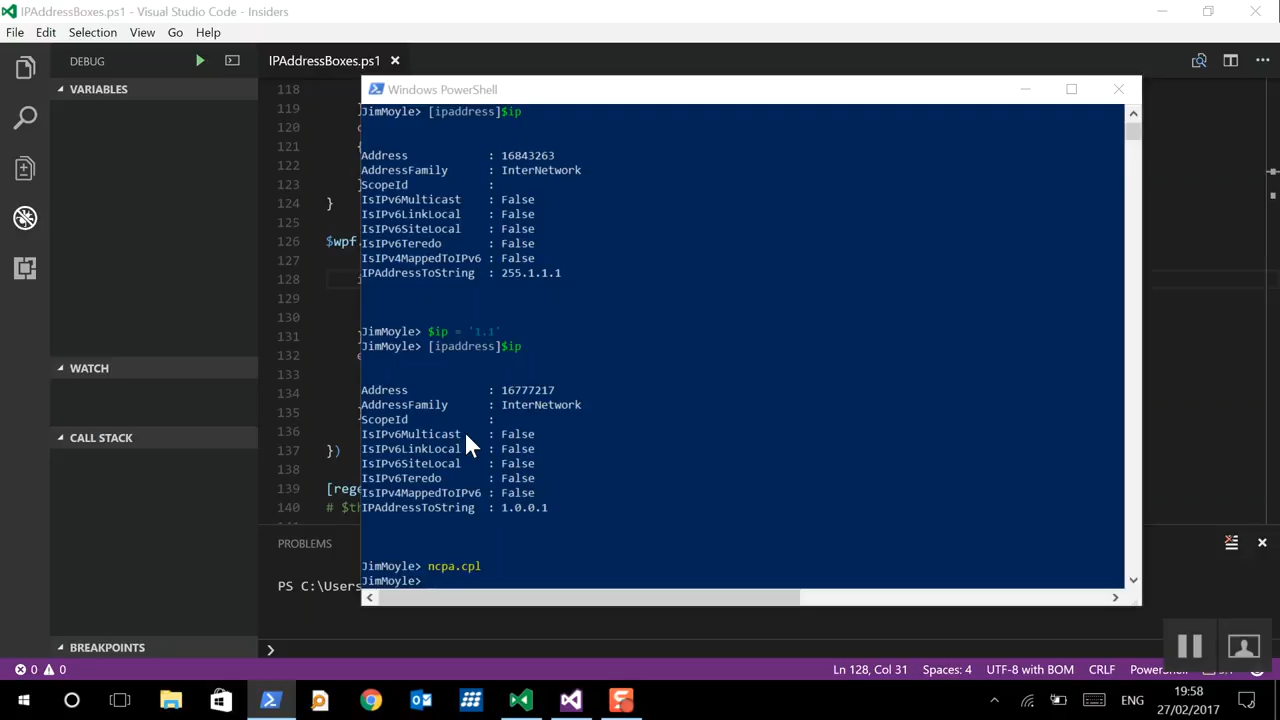 IPAddressBoxes.ps1 - Visual Studio Code - Insiders
File Edit Selection View Go Help
DEBUG
IPAddressBoxes.ps1
VARIABLES
WATCH
CALL STACK
BREAKPOINTS
118
119
120
121
122
123
124 }
125
126 $wpf.
127
128
129
130
131
132
133
134
135
136
137 })
138
139 [rege
140 # $th
Windows PowerShell
JimMoyle> [ipaddress]$ip
Address : 16843263
AddressFamily : InterNetwork
ScopeId :
IsIPv6Multicast : False
IsIPv6LinkLocal : False
IsIPv6SiteLocal : False
IsIPv6Teredo : False
IsIPv4MappedToIPv6 : False
IPAddressToString : 255.1.1.1
JimMoyle> $ip = '1.1'
JimMoyle> [ipaddress]$ip
Address : 16777217
AddressFamily : InterNetwork
ScopeId :
IsIPv6Multicast : False
IsIPv6LinkLocal : False
IsIPv6SiteLocal : False
IsIPv6Teredo : False
IsIPv4MappedToIPv6 : False
IPAddressToString : 1.0.0.1
JimMoyle> ncpa.cpl
JimMoyle>
PROBLEMS
PS C:\Users
0 0
Ln 128, Col 31 Spaces: 4 UTF-8 with BOM CRLF
ENG
19:58
27/02/2017